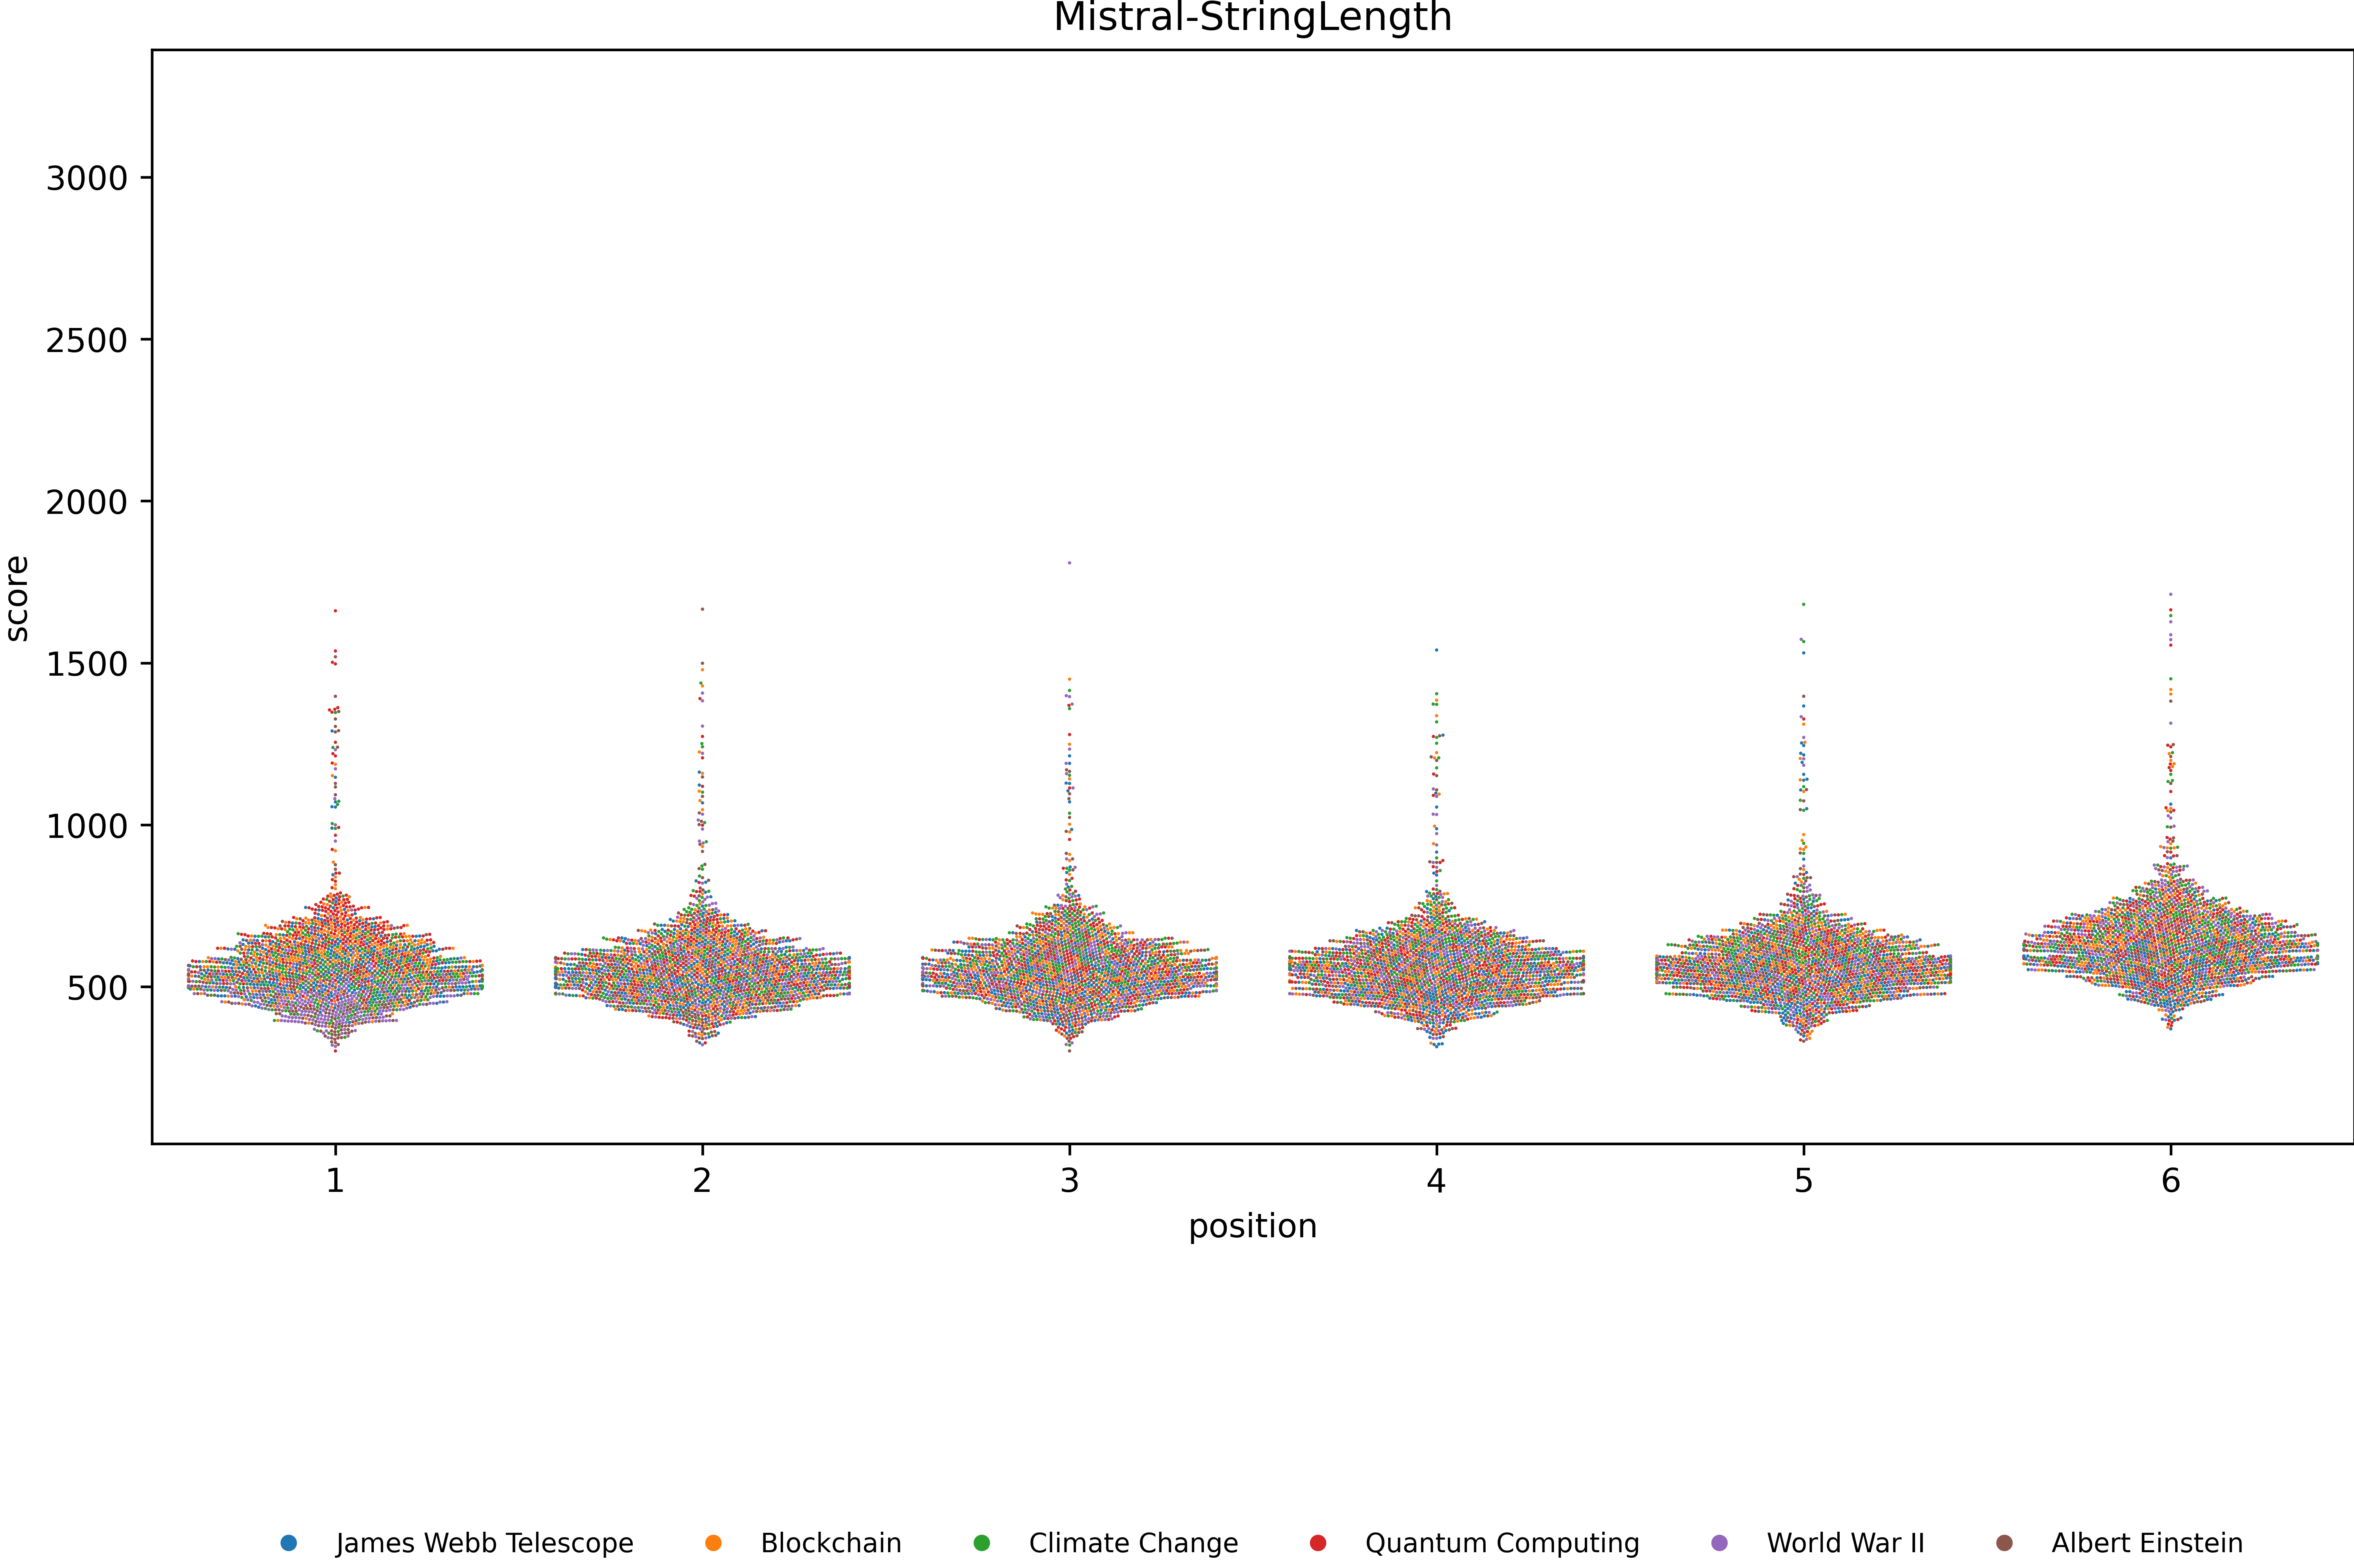 Mistral-StringLength
3000
2500
2000
1500
1000
500
score
1
2
3
4
5
6
position
James Webb Telescope
Blockchain
Climate Change
Quantum Computing
World War II
Albert Einstein